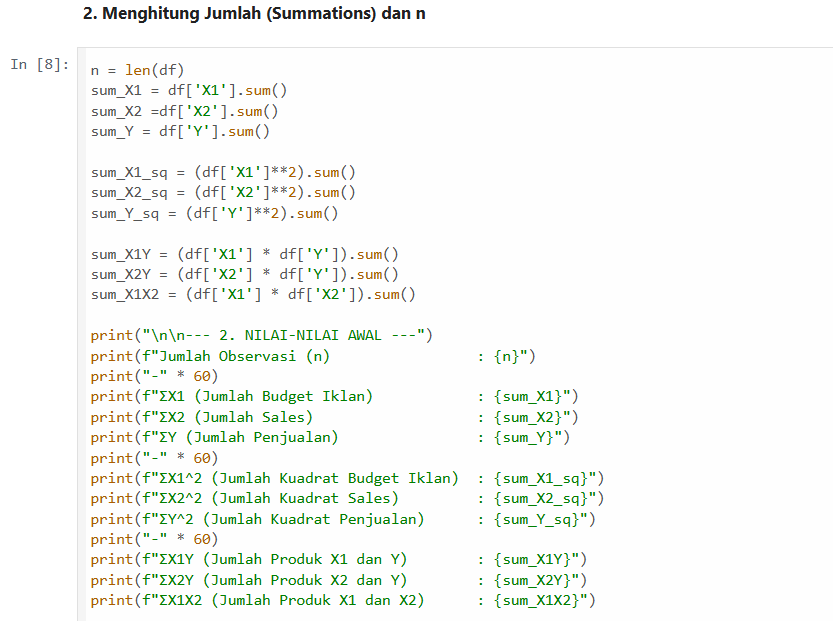 2. Menghitung Jumlah (Summations) dan n
In [8]:
n = len(df)
sum_X1 = df['X1'].sum()
sum_X2 =df['X2'].sum()
sum_Y = df['Y'].sum()
sum_X1_sq = (df['X1']**2).sum()
sum_X2_sq = (df['X2']**2).sum()
sum_Y_sq = (df['Y']**2).sum()
sum_X1Y = (df['X1'] * df['Y']).sum()
sum_X2Y = (df['X2'] * df['Y']).sum()
sum_X1X2 = (df['X1'] * df['X2']).sum()
print("\n\n--- 2. NILAI-NILAI AWAL ---")
print(f"Jumlah Observasi (n)                 : {n}")
print("-" * 60)
print(f"ΣX1 (Jumlah Budget Iklan)            : {sum_X1}")
print(f"ΣX2 (Jumlah Sales)                   : {sum_X2}")
print(f"ΣY (Jumlah Penjualan)                : {sum_Y}")
print("-" * 60)
print(f"ΣX1^2 (Jumlah Kuadrat Budget Iklan)  : {sum_X1_sq}")
print(f"ΣX2^2 (Jumlah Kuadrat Sales)         : {sum_X2_sq}")
print(f"ΣY^2 (Jumlah Kuadrat Penjualan)      : {sum_Y_sq}")
print("-" * 60)
print(f"ΣX1Y (Jumlah Produk X1 dan Y)        : {sum_X1Y}")
print(f"ΣX2Y (Jumlah Produk X2 dan Y)        : {sum_X2Y}")
print(f"ΣX1X2 (Jumlah Produk X1 dan X2)      : {sum_X1X2}")